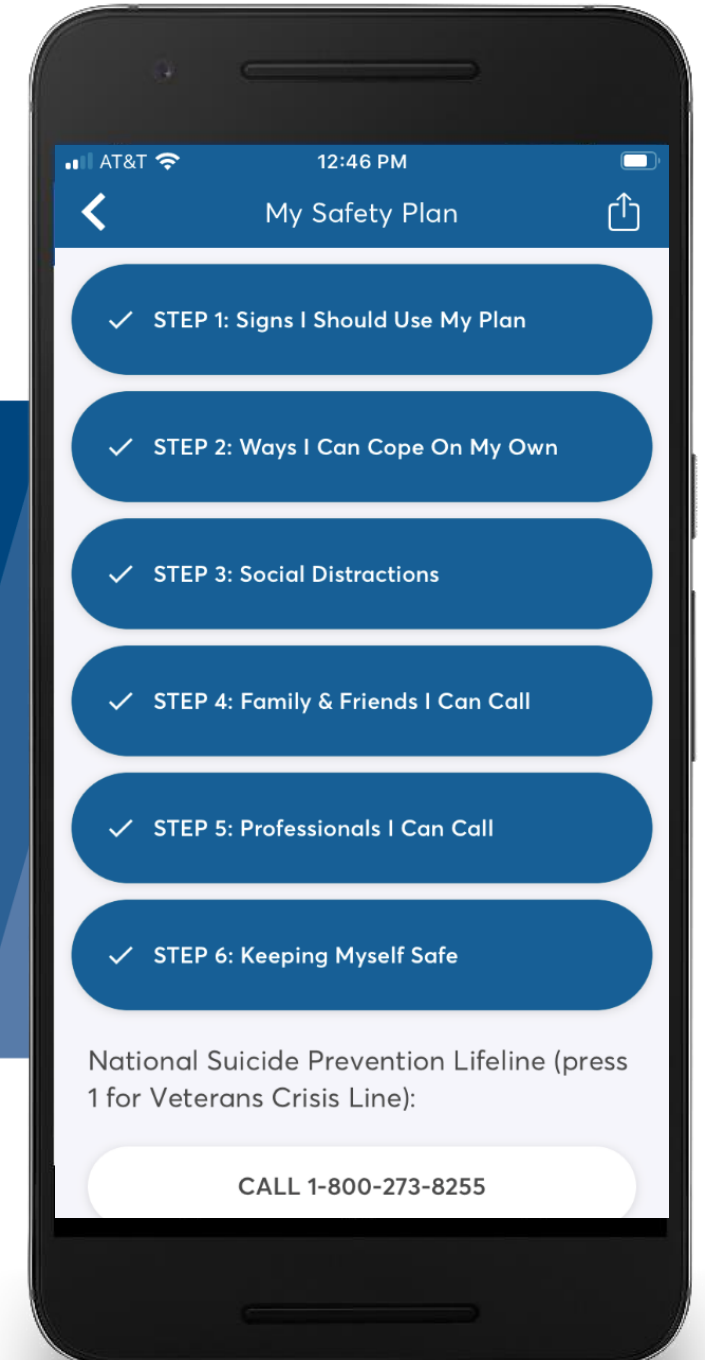 AT&T 12:46 PM
My Safety Plan
STEP 1: Signs I Should Use My Plan
STEP 2: Ways I Can Cope On My Own
STEP 3: Social Distractions
STEP 4: Family & Friends I Can Call
STEP 5: Professionals I Can Call
STEP 6: Keeping Myself Safe
National Suicide Prevention Lifeline (press
1 for Veterans Crisis Line):
CALL 1-800-273-8255